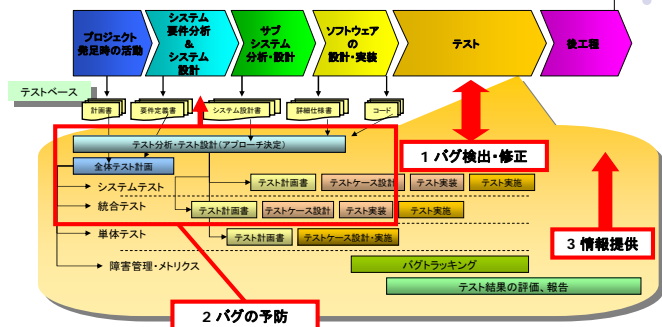 プロジェクト
発足時の活動
システム
要件分析
&
システム
設計
サブ
システム
分析・設計
ソフトウェア
の
設計・実装
テスト
後工程
テストベース
計画書
要件定義書
システム設計書
詳細仕様書
コード
テスト分析・テスト設計(アプローチ決定)
1 バグ検出・修正
全体テスト計画
システムテスト
テスト計画書
テストケース設計
テスト実装
テスト実施
統合テスト
テスト計画書
テストケース設計
テスト実装
テスト実施
単体テスト
テスト計画書
テストケース設計・実施
3 情報提供
障害管理・メトリクス
バグトラッキング
テスト結果の評価、報告
2 バグの予防